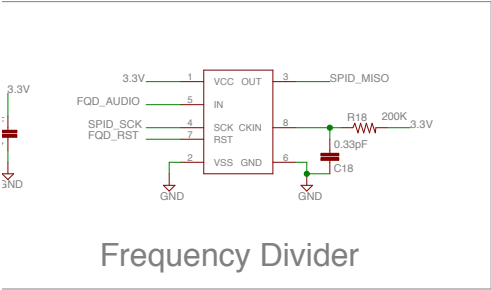 3.3V
GND
3.3V 1 VCC OUT 3 SPID_MISO
FQD_AUDIO 5 IN
SPID_SCK 4 SCK CKIN 8 R18 200K 3.3V
FQD_RST 7 RST
0.33pF
C18
2 VSS GND 6
GND
GND
Frequency Divider